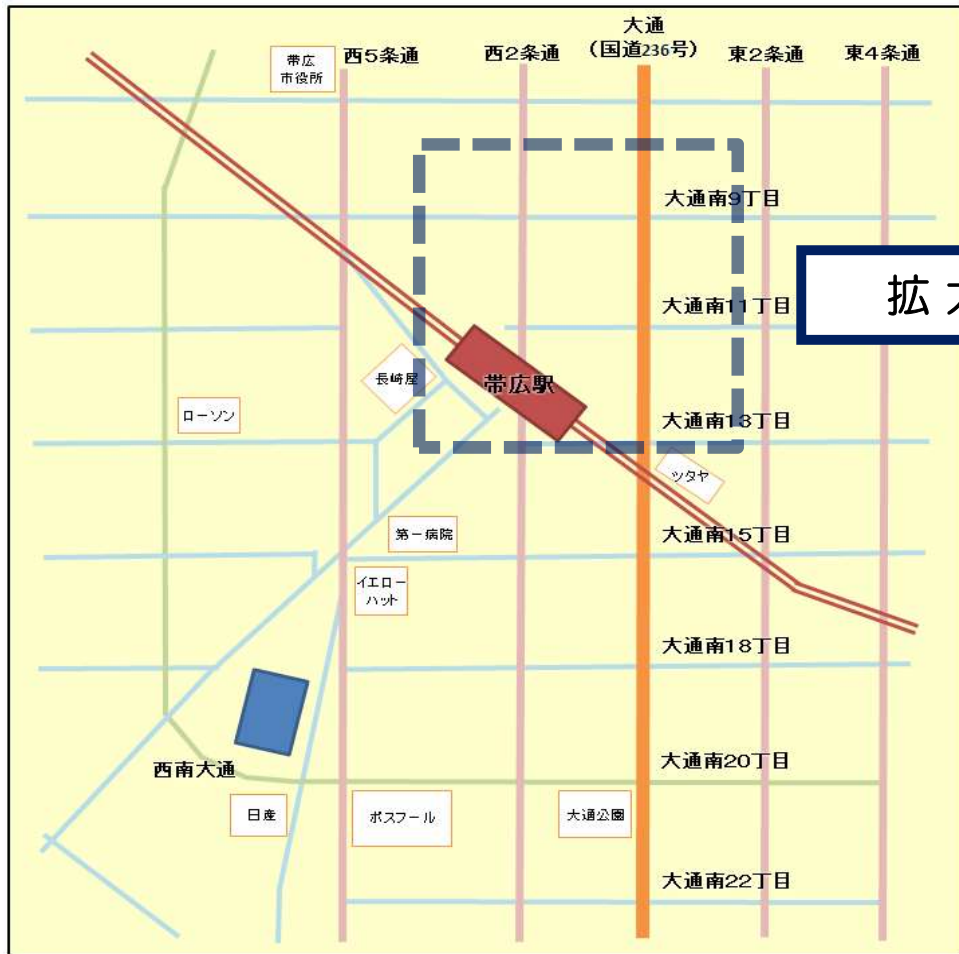 大通
(国道236号)
帯広
市役所
西5条通
西2条通
東2条通
東4条通
大通南9丁目
拡
大通南11丁目
長崎屋
帯広駅
ローソン
大通南13丁目
ツタヤ
第一病院
大通南15丁目
イエロー
ハット
大通南18丁目
西南大通
大通南20丁目
日産
ボスフール
大通公園
大通南22丁目